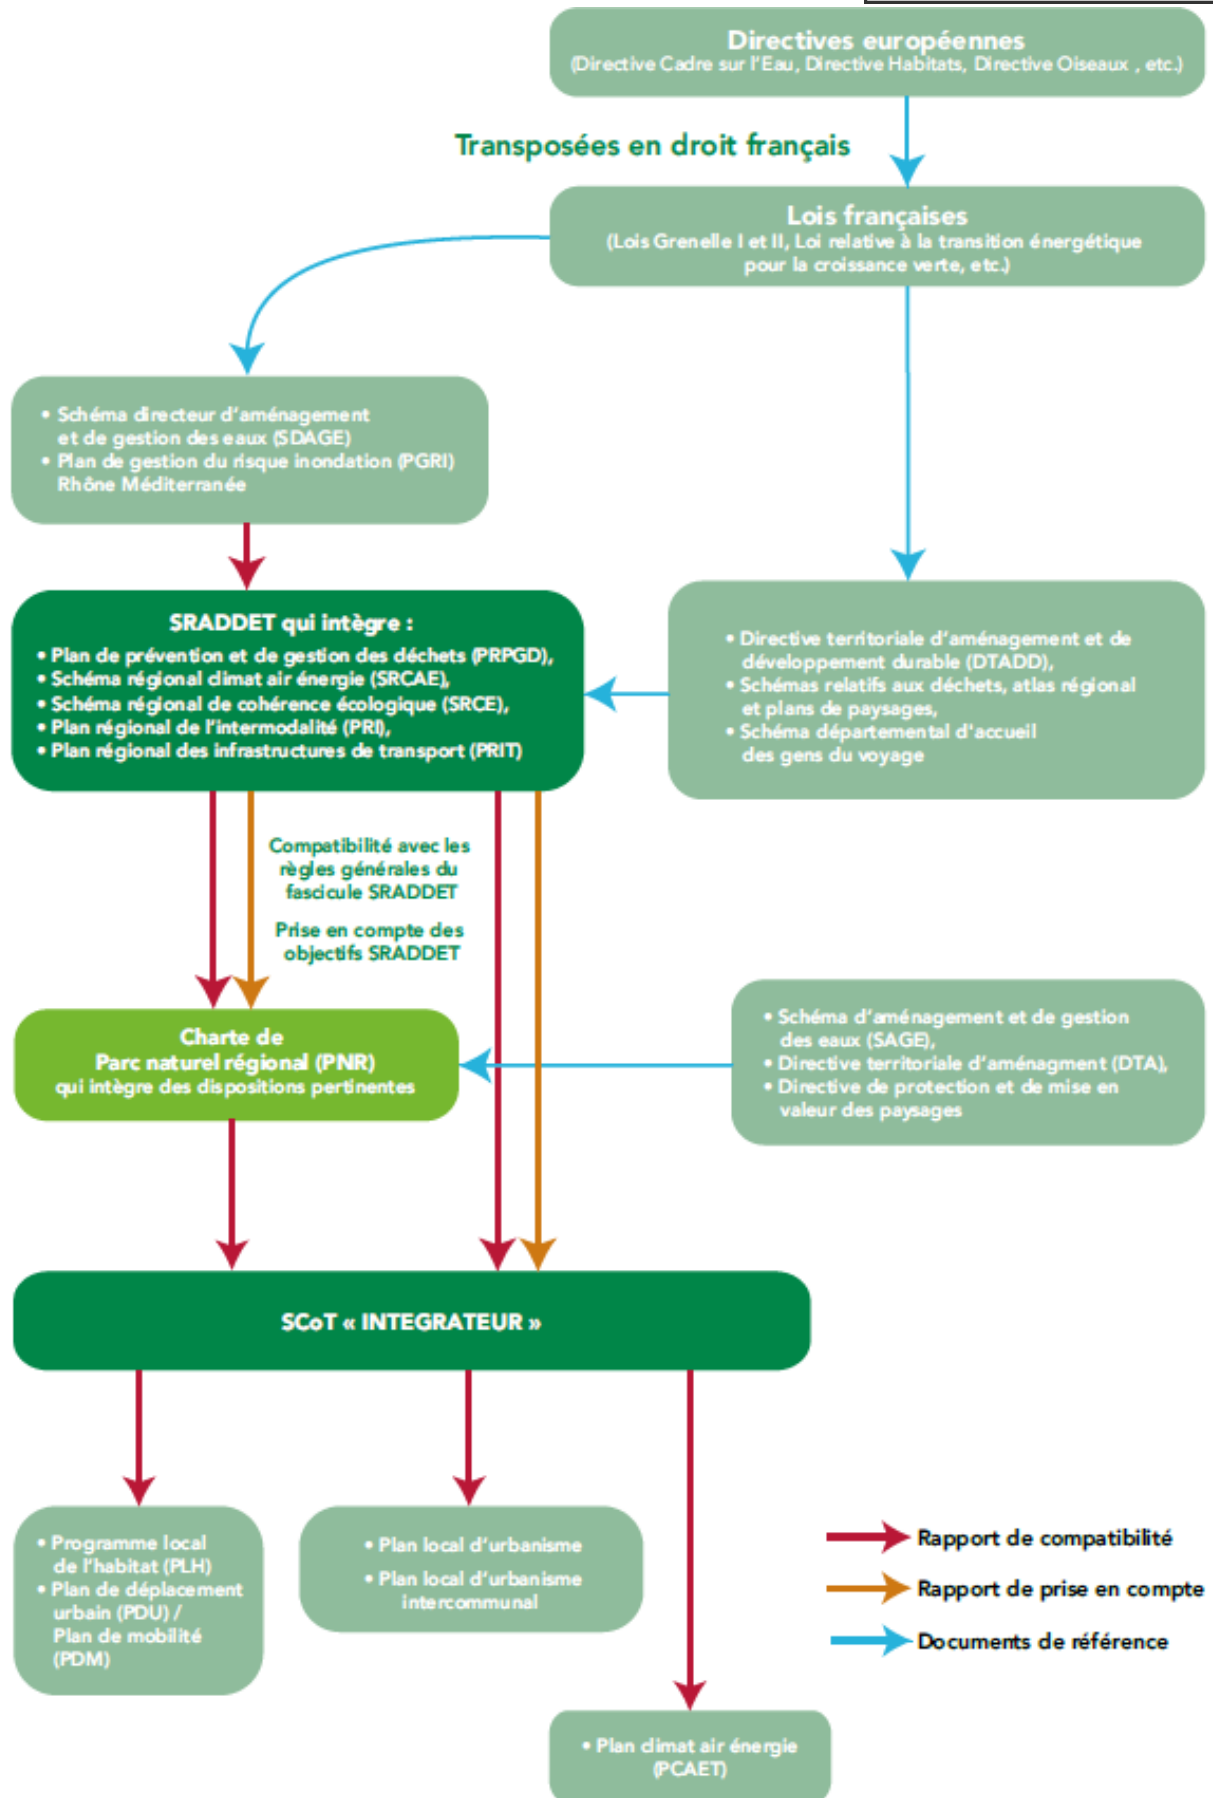 Directives européennes
(Directive Cadre sur l'Eau, Directive Habitats, Directive Oiseaux , etc.)
Transposées en droit français
Lois françaises
(Lois Grenelle I et II, Loi relative à la transition énergétique
pour la croissance verte, etc.)
• Schéma directeur d'aménagement
et de gestion des eaux (SDAGE)
• Plan de gestion du risque inondation (PGRI)
Rhône Méditerranée
SRADDET qui intègre :
• Plan de prévention et de gestion des déchets (PRPGD),
• Schéma régional climat air énergie (SRCAE),
• Schéma régional de cohérence écologique (SRCE),
• Plan régional de l'intermodalité (PRI),
• Plan régional des infrastructures de transport (PRIT)
• Directive territoriale d'aménagement et de
développement durable (DTADD),
• Schémas relatifs aux déchets, atlas régional
et plans de paysages,
• Schéma départemental d'accueil
des gens du voyage
Compatibilité avec les
règles générales du
fascicule SRADDET
Prise en compte des
objectifs SRADDET
Charte de
Parc naturel régional (PNR)
qui intègre des dispositions pertinentes
• Schéma d'aménagement et de gestion
des eaux (SAGE),
• Directive territoriale d'aménagment (DTA),
• Directive de protection et de mise en
valeur des paysages
SCoT « INTEGRATEUR »
• Programme local
de l'habitat (PLH)
• Plan de déplacement
urbain (PDU) /
Plan de mobilité
(PDM)
• Plan local d'urbanisme
• Plan local d'urbanisme
intercommunal
• Plan climat air énergie
(PCAET)
Rapport de compatibilité
Rapport de prise en compte
Documents de référence